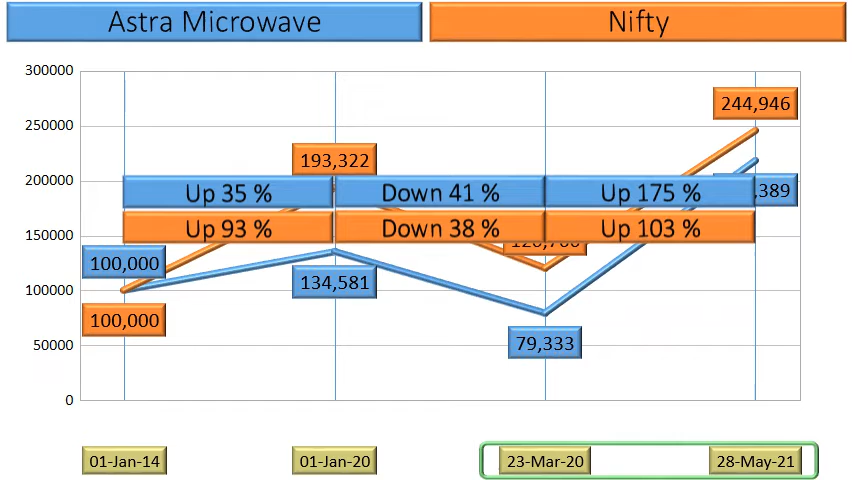 Astra Microwave
Nifty
300000
244,946
250000
193,322
200000
Up 35 %
Down 41 %
Up 175 %
Up 93 %
Down 38 %
Up 103 %
150000
100,000
134,581
100000
100,000
79,333
50000
0
01-Jan-14
01-Jan-20
23-Mar-20
28-May-21